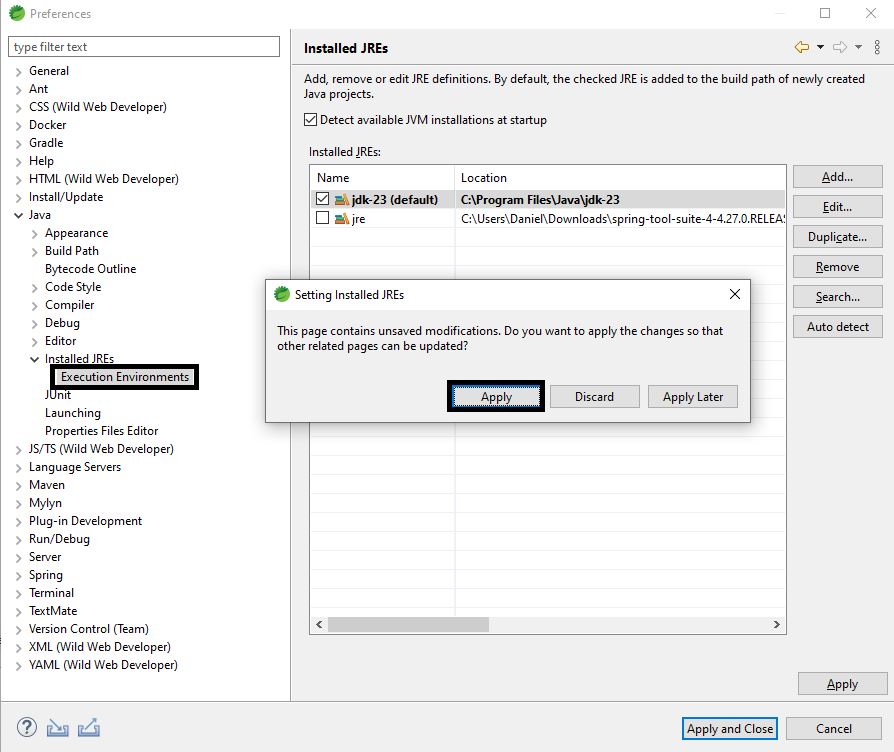 Preferences
type filter text
General
Ant
CSS (Wild Web Developer)
Docker
Gradle
Help
HTML (Wild Web Developer)
Install/Update
Java
Appearance
Build Path
Bytecode Outline
Code Style
Compiler
Debug
Editor
Installed JREs
Execution Environments
JUnit
Launching
Properties Files Editor
JS/TS (Wild Web Developer)
Language Servers
Maven
Mylyn
Plug-in Development
Run/Debug
Server
Spring
Terminal
TextMate
Version Control (Team)
XML (Wild Web Developer)
YAML (Wild Web Developer)
Installed JREs
Add, remove or edit JRE definitions. By default, the checked JRE is added to the build path of newly created
Java projects.
Detect available JVM installations at startup
Installed JREs:
Name Location
jdk-23 (default) C:\Program Files\Java\jdk-23
jre C:\Users\Daniel\Downloads\spring-tool-suite-4-4.27.0.RELEAS
Add...
Edit...
Duplicate...
Remove
Search...
Auto detect
Setting Installed JREs
This page contains unsaved modifications. Do you want to apply the changes so that
other related pages can be updated?
Apply Discard Apply Later
Apply
? Apply and Close Cancel